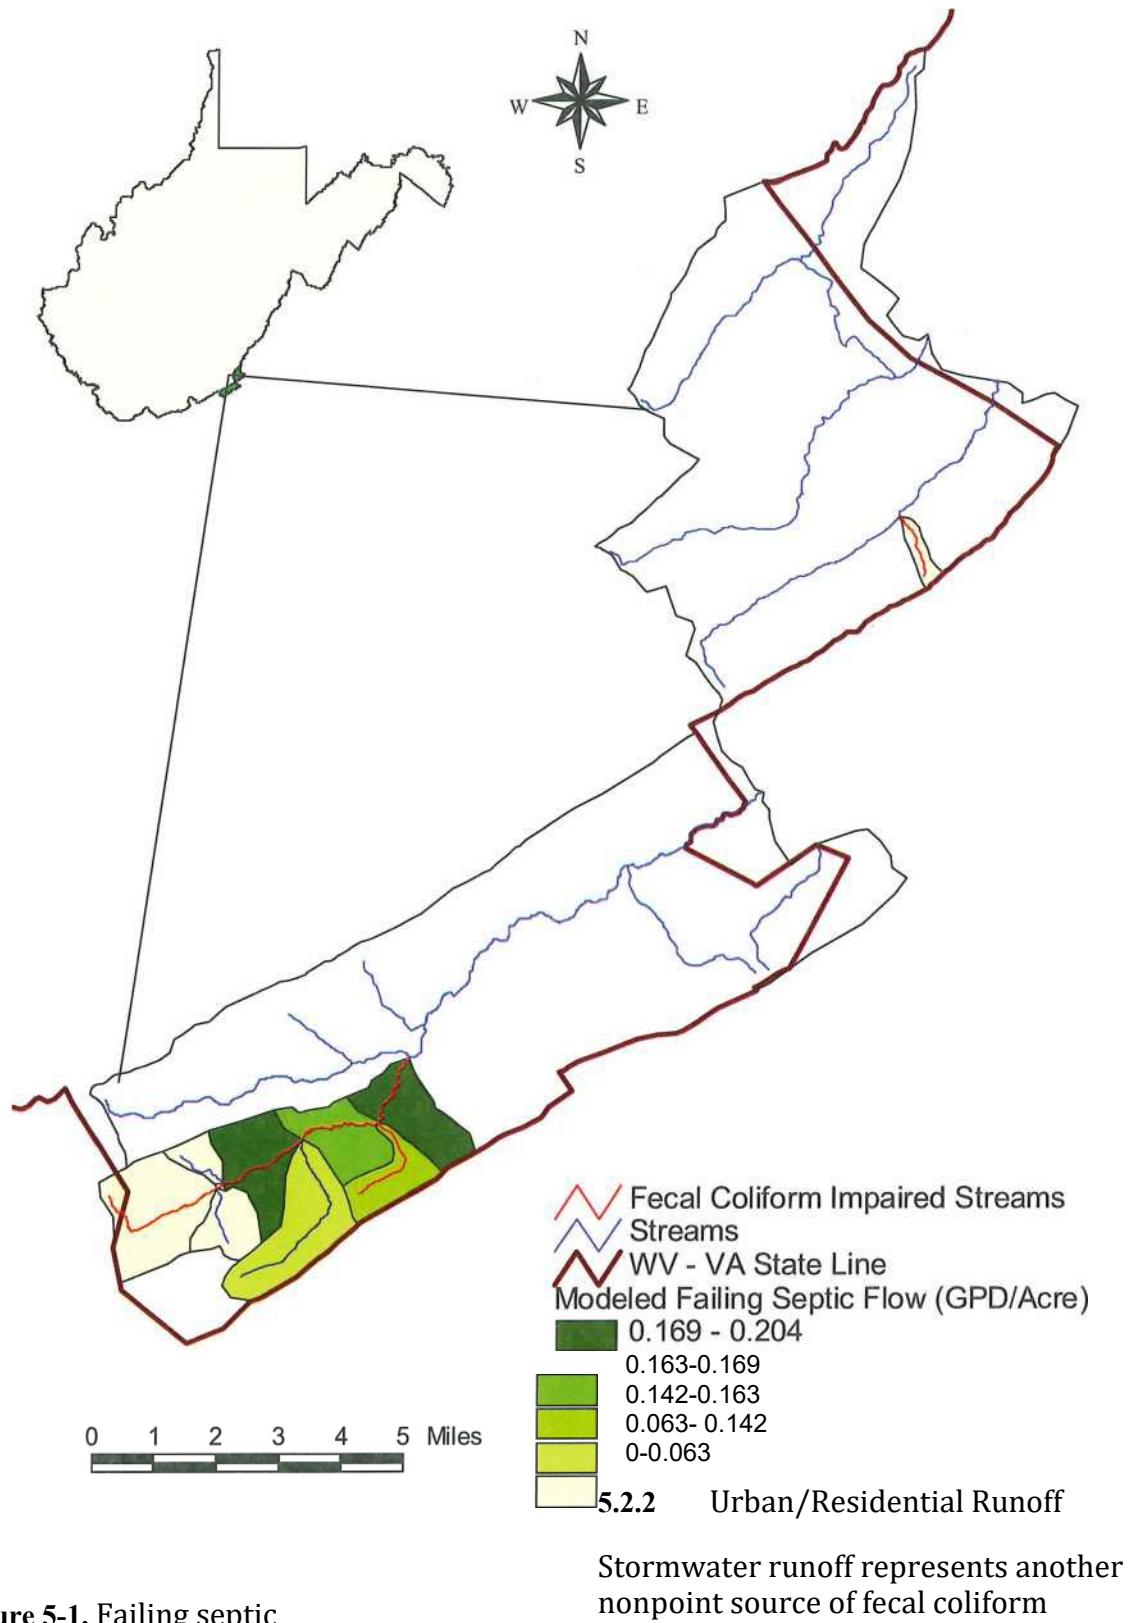 N
W E
S
Fecal Coliform Impaired Streams
Streams
WV - VA State Line
Modeled Failing Septic Flow (GPD/Acre)
0.169 - 0.204
0.163-0.169
0.142-0.163
0.063- 0.142
0-0.063
0 1 2 3 4 5 Miles
5.2.2 Urban/Residential Runoff
Stormwater runoff represents another
nonpoint source of fecal coliform
ure 5-1. Failing septic